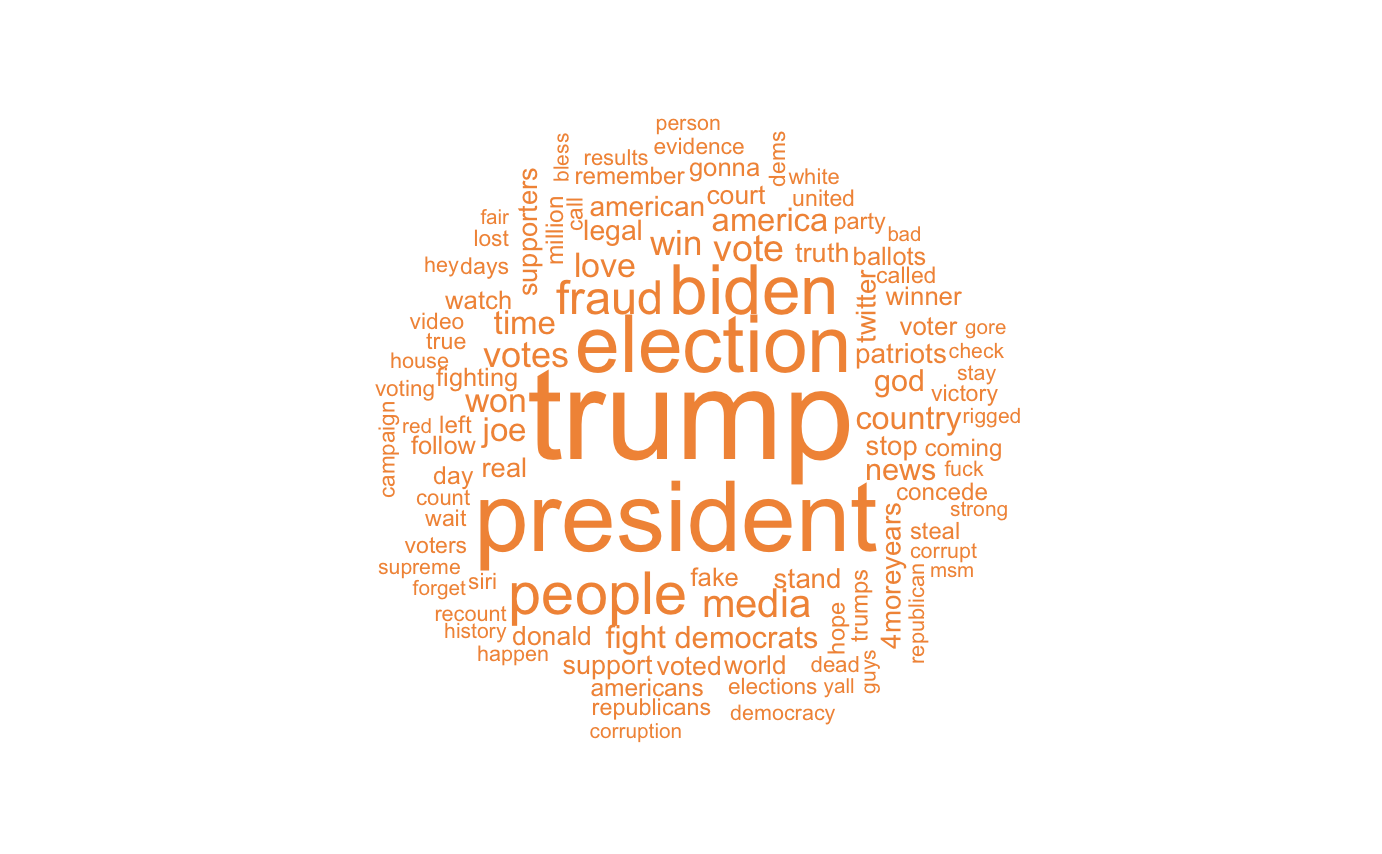 person
evidence
bless
results
gonna
dems
remember
white
supporters
million
call
american
court
united
fair
legal
america
party
lost
win
vote
truth
bad
ballots
hey
days
love
biden
called
watch
fraud
twitter
winner
video
time
election
voter
gore
true
votes
patriots
check
house
fighting
god
stay
voting
won
trump
victory
campaign
red
left
joe
country
rigged
follow
stop
coming
day
real
news
fuck
count
president
concede
strong
wait
4moreyears
steal
voters
corrupt
supreme
siri
fake
stand
msm
forget
people
media
trumps
republican
recount
hope
history
donald
fight
democrats
happen
support
voted
world
dead
guys
americans
elections
yall
republicans
democracy
corruption